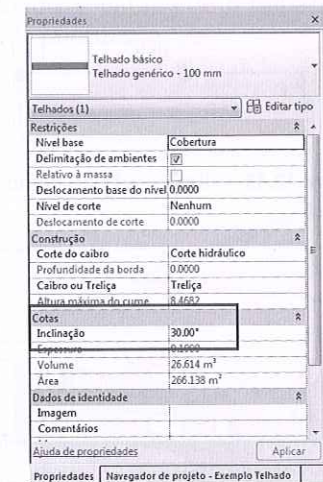 Propriedades ×
Telhado básico
Telhado genérico - 100 mm
Telhados (1) Editar tipo
Restrições
Nível base Cobertura
Delimitação de ambientes
Relativo à massa
Deslocamento base do nível 0.0000
Nível de corte Nenhum
Deslocamento de corte 0.0000
Construção
Corte do caibro Corte hidráulico
Profundidade da borda 0.0000
Caibro ou Treliça Treliça
Altura máxima do cume 8.4682
Cotas
Inclinação 30.00°
Espessura 0.1000
Volume 26.614 m³
Área 266.138 m²
Dados de identidade
Imagem
Comentários
Ajuda de propriedades Aplicar
Propriedades Navegador de projeto - Exemplo Telhado